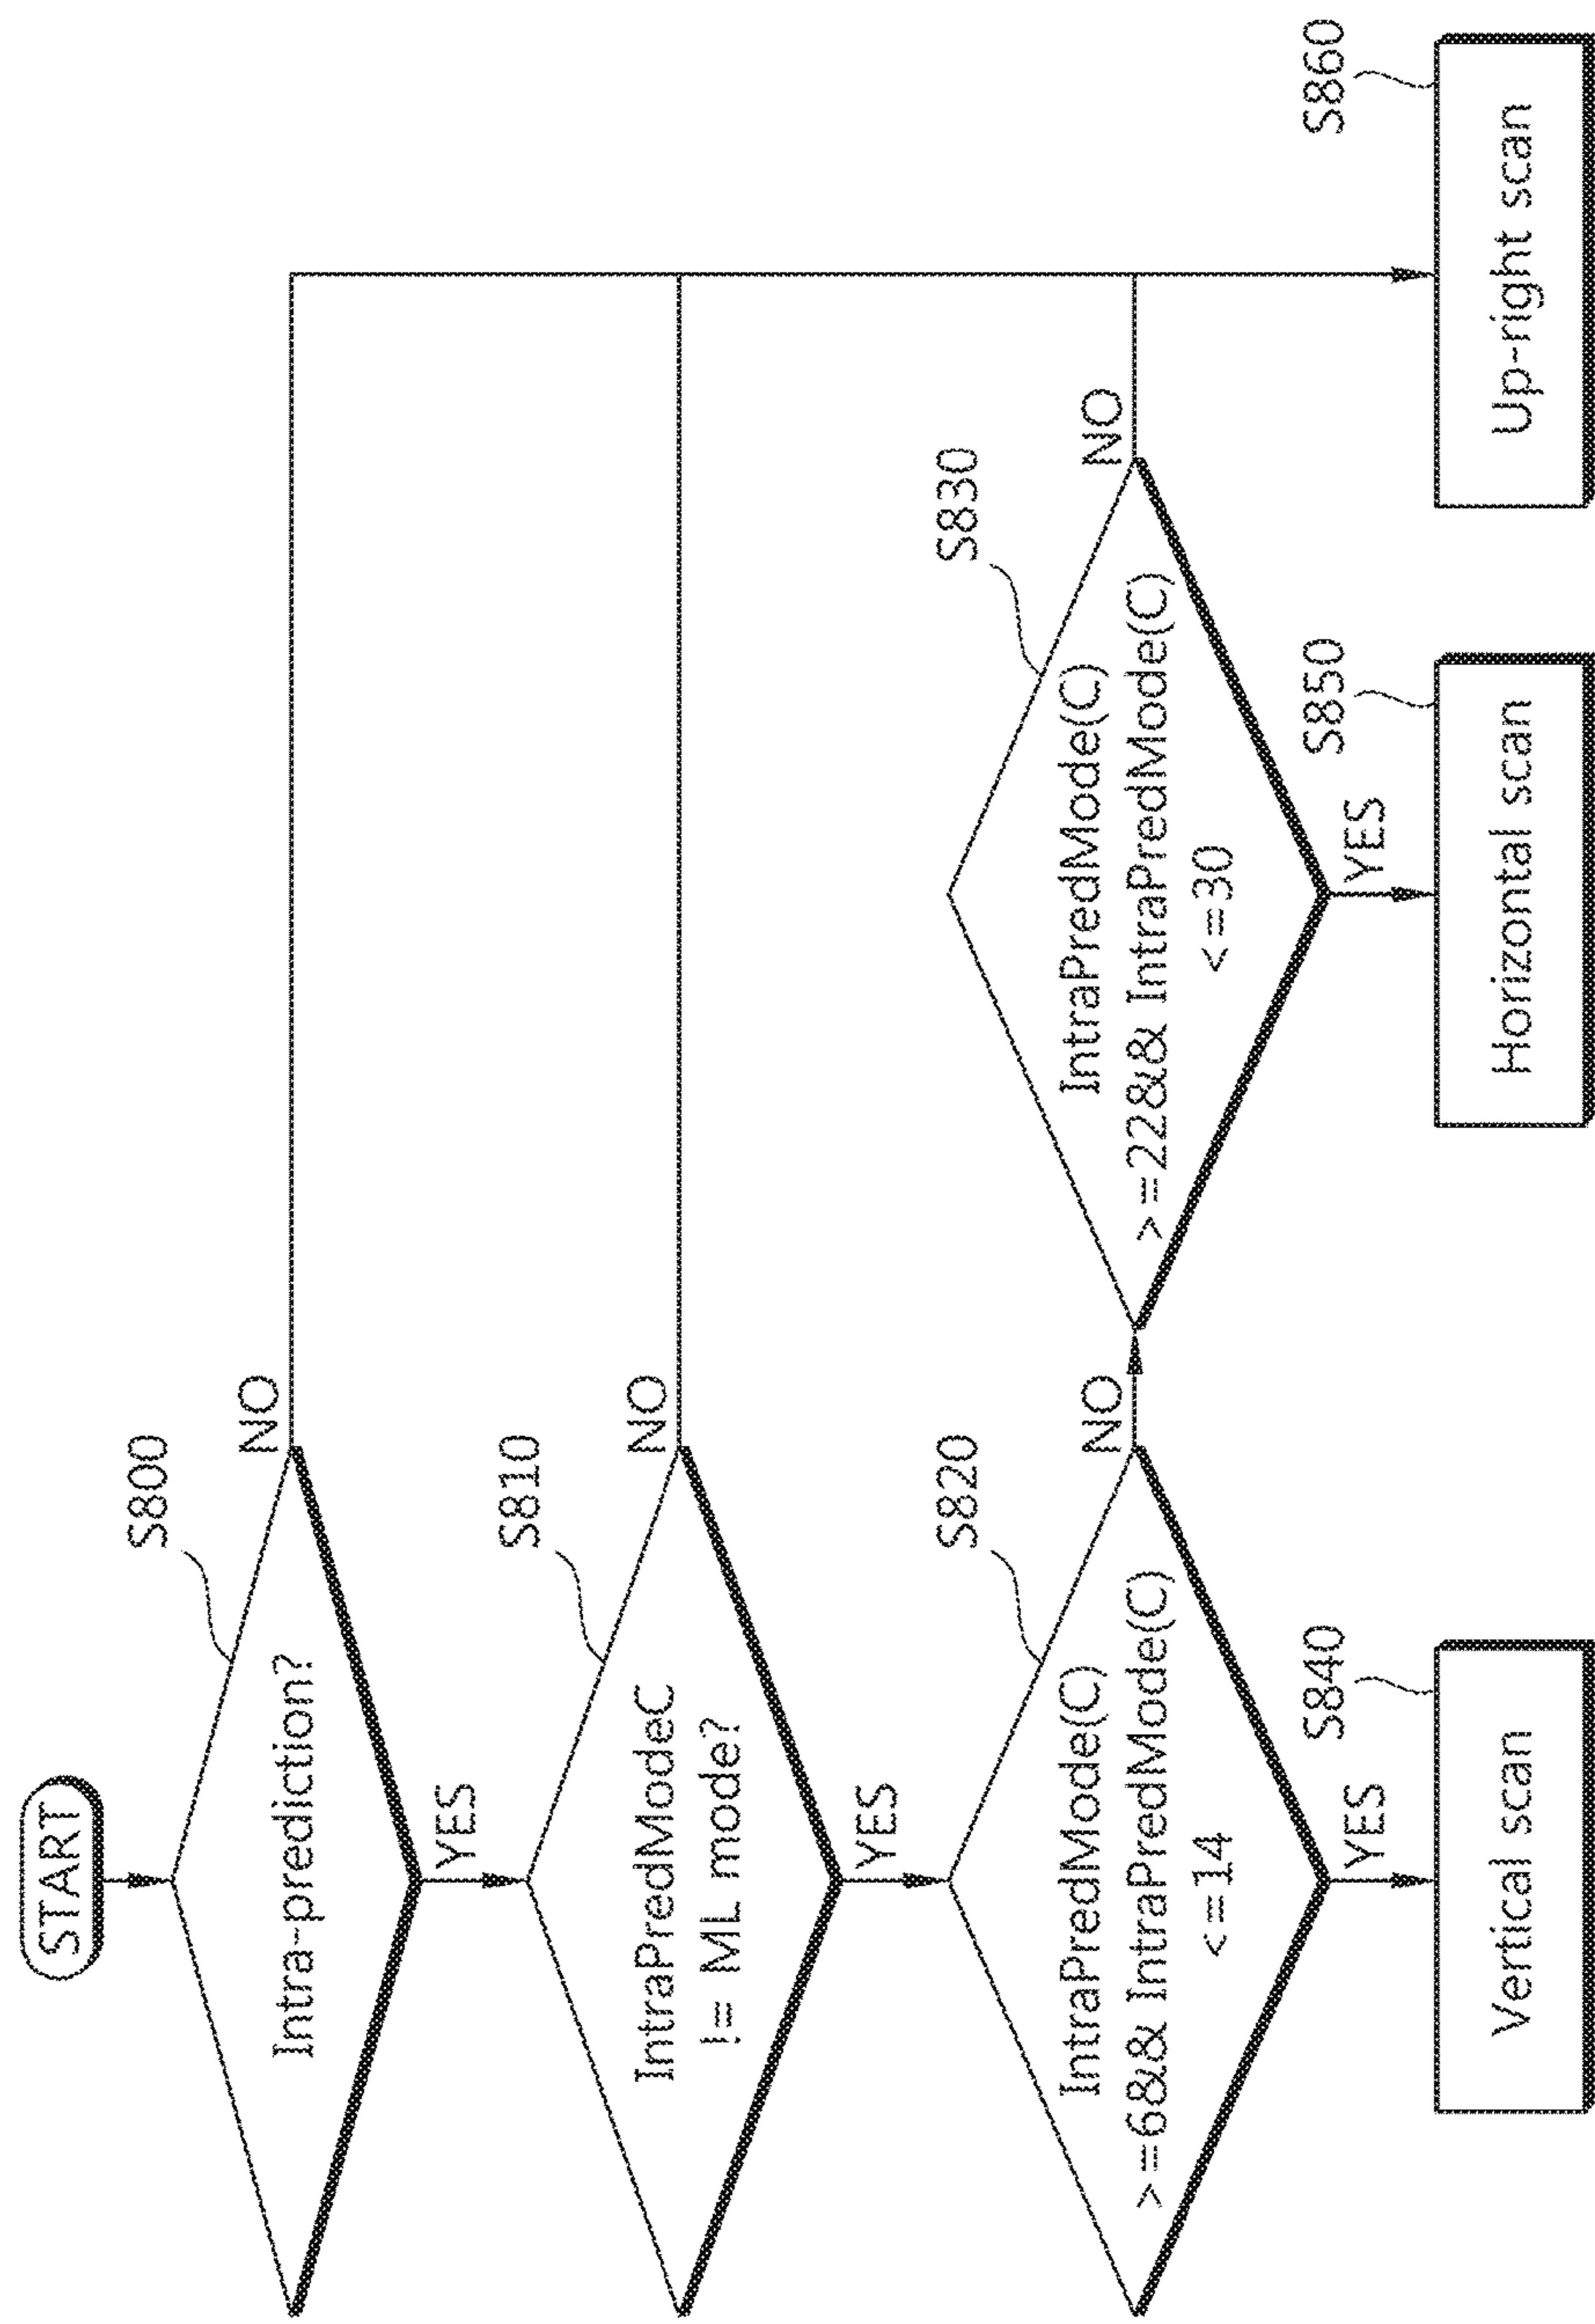 START
S800
Intra-prediction?
NO
YES
S810
IntraPredModeC
!= ML mode?
NO
YES
S820
IntraPredMode(C)
>=6&& IntraPredMode(C)
<=14
NO
YES
S830
IntraPredMode(C)
>=22&& IntraPredMode(C)
<=30
NO
YES
S840
Vertical scan
S850
Horizontal scan
S860
Up-right scan